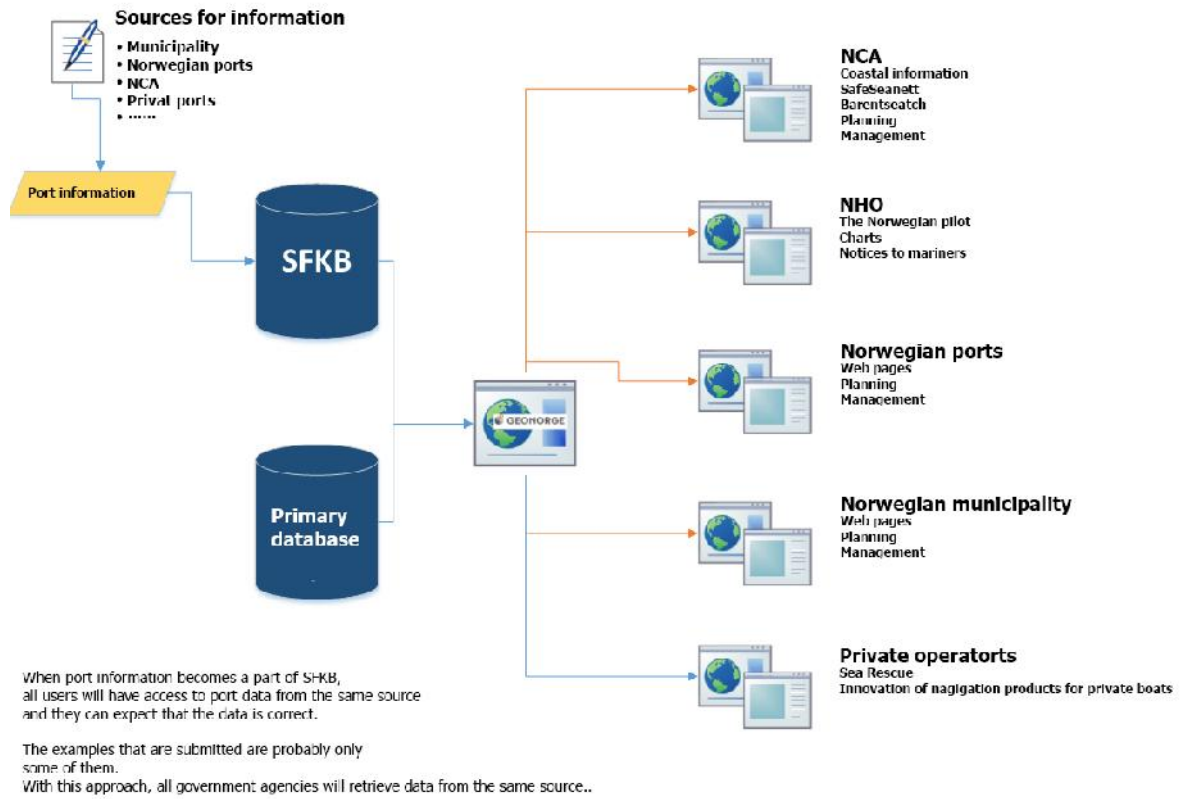 Sources for information
• Municipality
• Norwegian ports
• NCA
• Privat ports
• ......
Port information
SFKB
Primary
database
GEONORGE
NCA
Coastal information
SafeSeanett
Barentseatch
Planning
Management
NHO
The Norwegian pilot
Charts
Notices to mariners
Norwegian ports
Web pages
Planning
Management
Norwegian municipality
Web pages
Planning
Management
Private operatorts
Sea Rescue
Innovation of nagigation products for private boats
When port information becomes a part of SFKB,
all users will have access to port data from the same source
and they can expect that the data is correct.
The examples that are submitted are probably only
some of them.
With this approach, all government agencies will retrieve data from the same source..